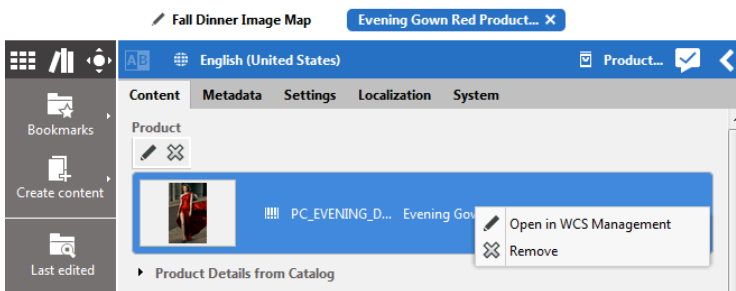 Fall Dinner Image Map
Evening Gown Red Product... ×
AB English (United States) Product...
Content Metadata Settings Localization System
Bookmarks
Product
Create content
PC_EVENING_D... Evening Gow
Open in WCS Management
Remove
Last edited
Product Details from Catalog